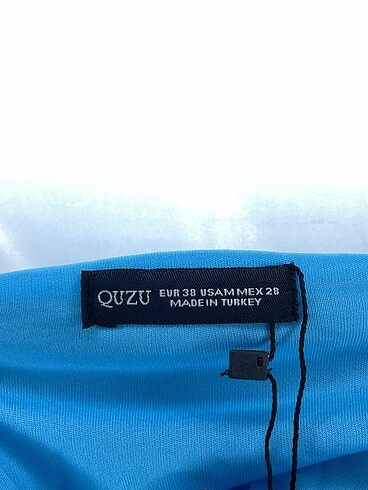 QUZU EUR 38 USA M MEX 28
MADE IN TURKEY